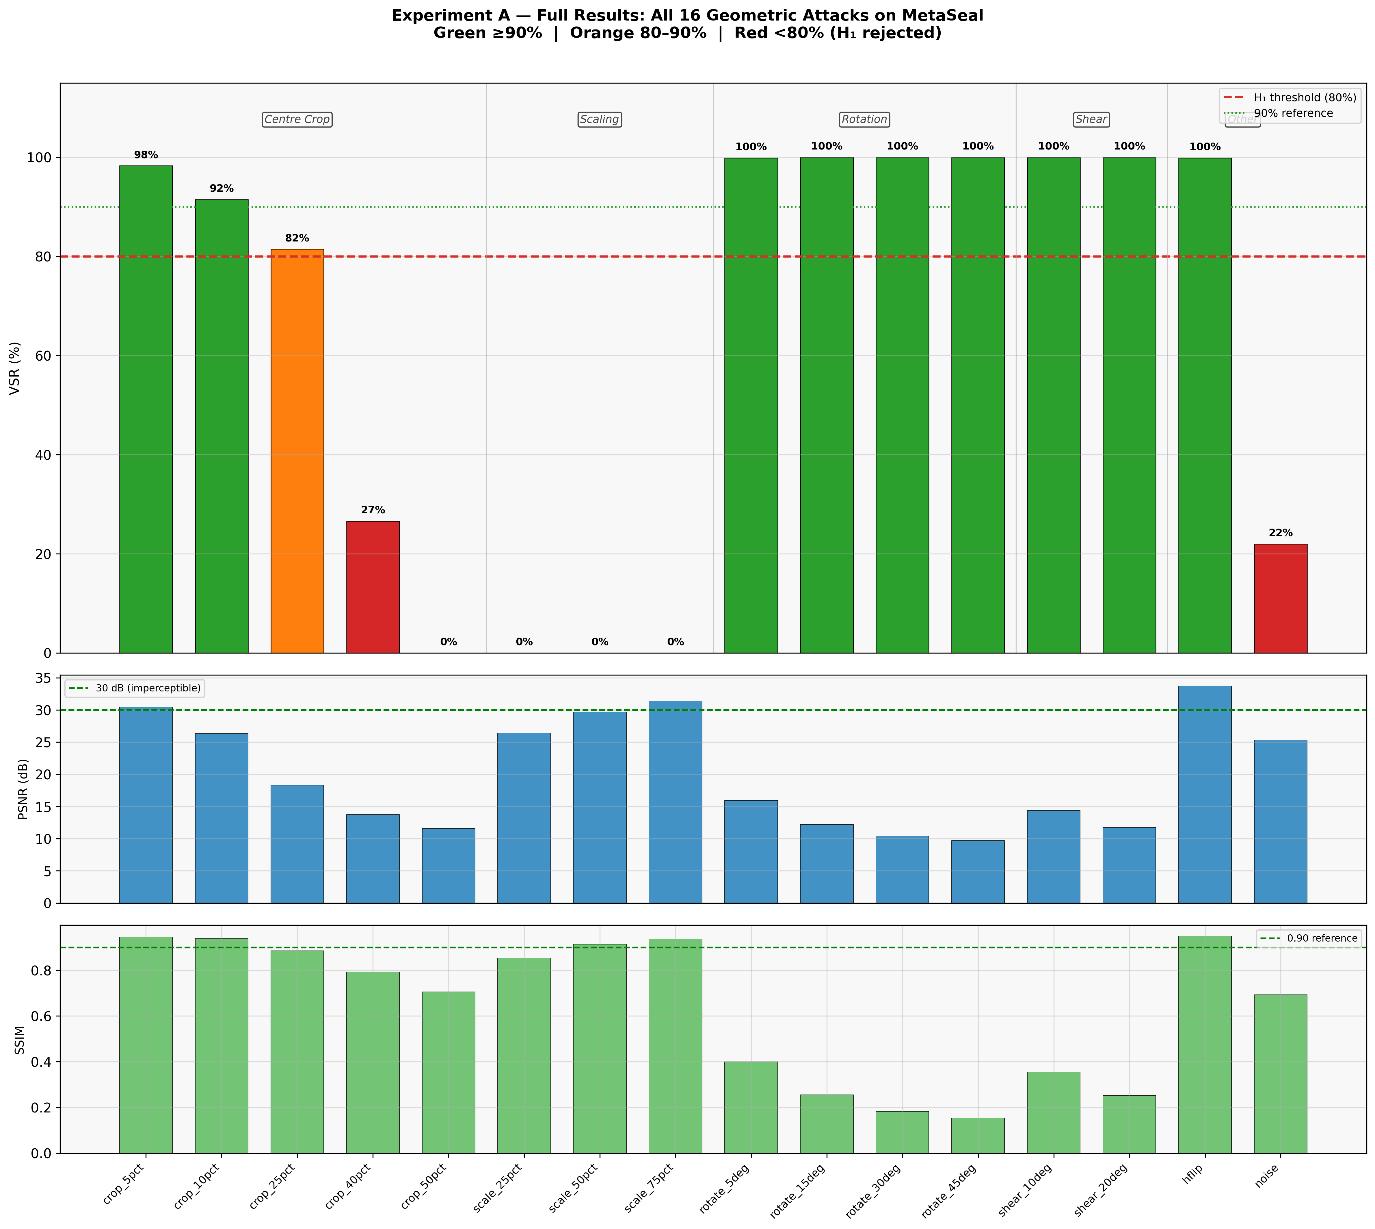 Experiment A — Full Results: All 16 Geometric Attacks on MetaSeal
Green ≥90% | Orange 80–90% | Red <80% (H₁ rejected)
Centre Crop
Scaling
Rotation
Shear
Other
H₁ threshold (80%)
90% reference
VSR (%)
100
80
60
40
20
0
98%
92%
82%
27%
0%
0%
0%
0%
100%
100%
100%
100%
100%
100%
100%
22%
30 dB (imperceptible)
PSNR (dB)
35
30
25
20
15
10
5
0
0.90 reference
SSIM
0.8
0.6
0.4
0.2
0.0
crop_5pct
crop_10pct
crop_25pct
crop_40pct
crop_50pct
scale_25pct
scale_50pct
scale_75pct
rotate_5deg
rotate_15deg
rotate_30deg
rotate_45deg
shear_10deg
shear_20deg
hflip
noise